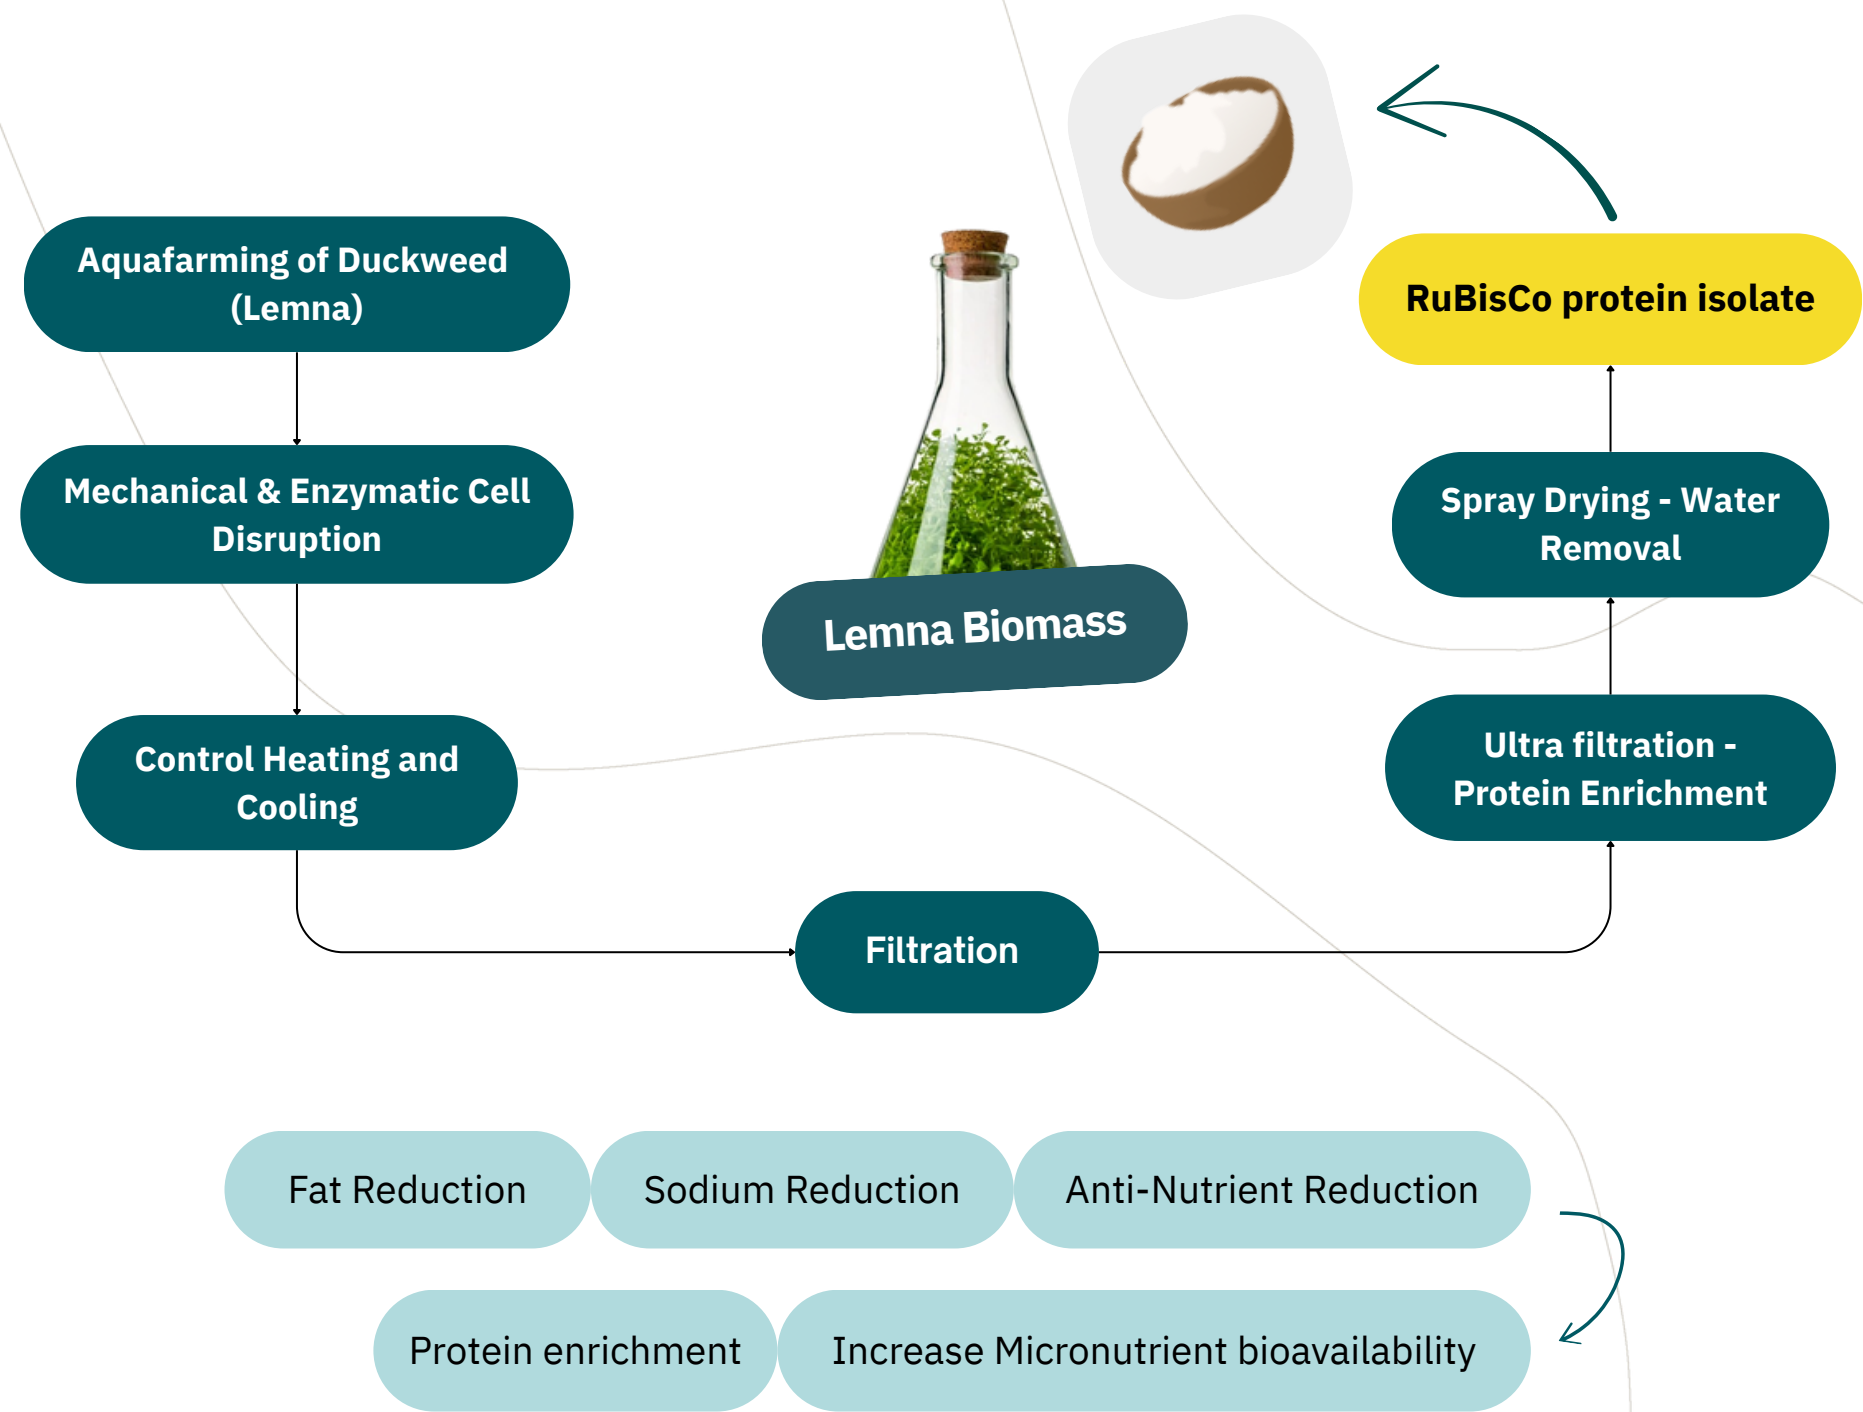 Aquafarming of Duckweed
(Lemna)
Mechanical & Enzymatic Cell
Disruption
Control Heating and
Cooling
Filtration
Ultra filtration -
Protein Enrichment
Spray Drying - Water
Removal
RuBisCo protein isolate
Lemna Biomass
Fat Reduction
Sodium Reduction
Anti-Nutrient Reduction
Protein enrichment
Increase Micronutrient bioavailability